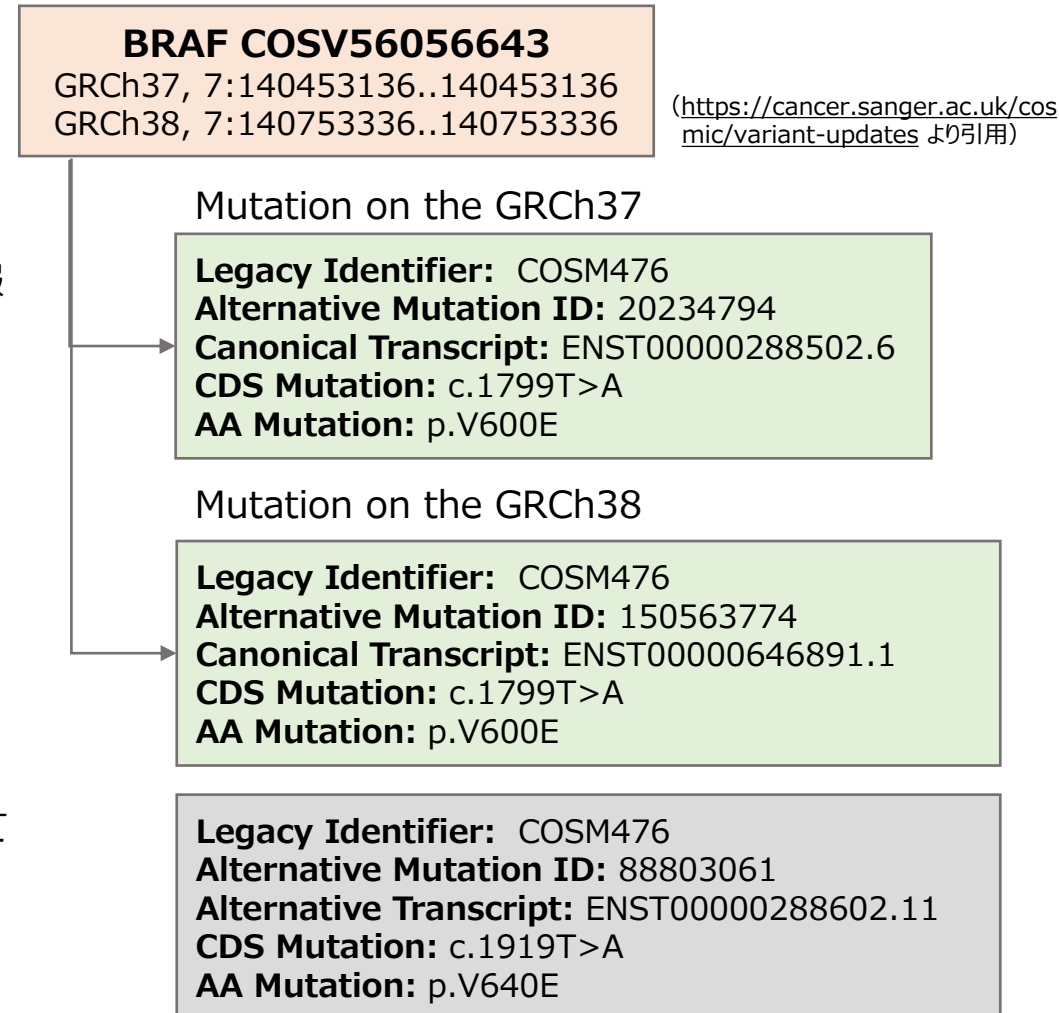 BRAF COSV56056643
GRCh37, 7:140453136..140453136
GRCh38, 7:140753336..140753336
（https://cancer.sanger.ac.uk/cos
mic/variant-updates より引用）
Mutation on the GRCh37
Legacy Identifier: COSM476
Alternative Mutation ID: 20234794
Canonical Transcript: ENST00000288502.6
CDS Mutation: c.1799T>A
AA Mutation: p.V600E
Mutation on the GRCh38
Legacy Identifier: COSM476
Alternative Mutation ID: 150563774
Canonical Transcript: ENST00000646891.1
CDS Mutation: c.1799T>A
AA Mutation: p.V600E
Legacy Identifier: COSM476
Alternative Mutation ID: 88803061
Alternative Transcript: ENST00000288602.11
CDS Mutation: c.1919T>A
AA Mutation: p.V640E